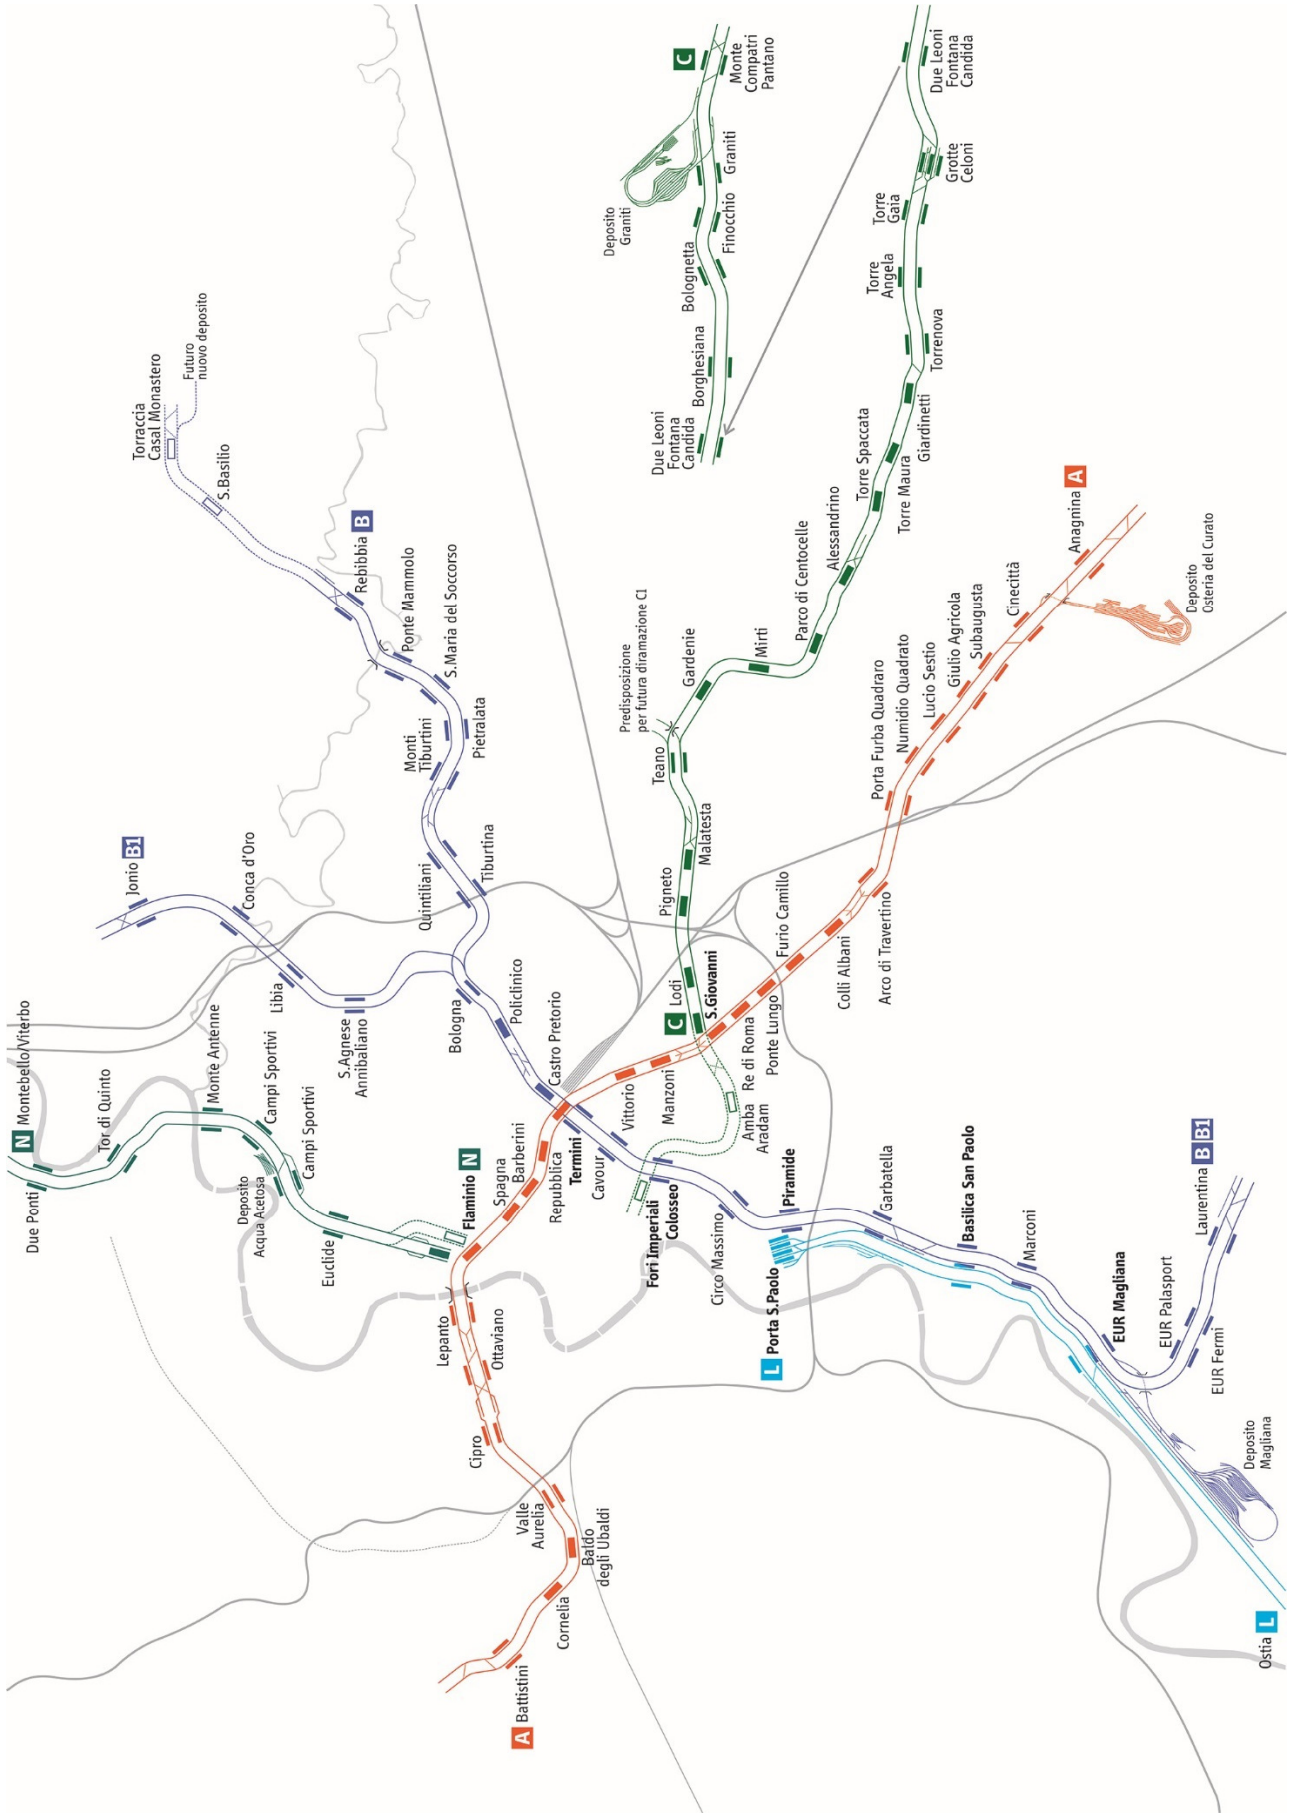 N Montebello/Viterbo
Due Ponti
Tor di Quinto
Monte Antenne
Campi Sportivi
Campi Sportivi
Deposito
Acqua Acetosa
Euclide
Flaminio N
Jonio B1
Conca d'Oro
Libia
S.Agnese
Annibaliano
Bologna
Policlinico
Castro Pretorio
Quintiliani
Tiburtina
Monti
Tiburtini
Pietralata
S.Maria del Soccorso
Ponte Mammolo
Rebibbia B
S.Basilio
Torraccia
Casal Monastero
Futuro
nuovo deposito
A Battistini
Cornelia
Baldo
degli Ubaldi
Valle
Aurelia
Cipro
Ottaviano
Lepanto
Spagna
Barberini
Repubblica
Termini
Cavour
Vittorio
Manzoni
Fori Imperiali
Colosseo
Circo Massimo
Piramide
L Porta S.Paolo
Garbatella
Basilica San Paolo
Marconi
EUR Magliana
EUR Palasport
EUR Fermi
Laurentina B B1
Deposito
Magliana
Ostia L
Amba
Aradam
C Lodi
S.Giovanni
Re di Roma
Ponte Lungo
Furio Camillo
Colli Albani
Arco di Travertino
Porta Furba Quadraro
Numidio Quadrato
Lucio Sestio
Giulio Agricola
Subaugusta
Cinecittà
Anagnina A
Deposito
Osteria del Curato
Pigneto
Malatesta
Teano
Predisposizione
per futura diramazione C1
Gardenie
Mirti
Parco di Centocelle
Alessandrino
Torre Spaccata
Torre Maura
Giardinetti
Torrenova
Torre
Angela
Torre
Gaia
Grotte
Celoni
Due Leoni
Fontana
Candida
Due Leoni
Fontana
Candida
Borghesiana
Bolognetta
Finocchio
Graniti
Deposito
Graniti
C
Monte
Compatri
Pantano